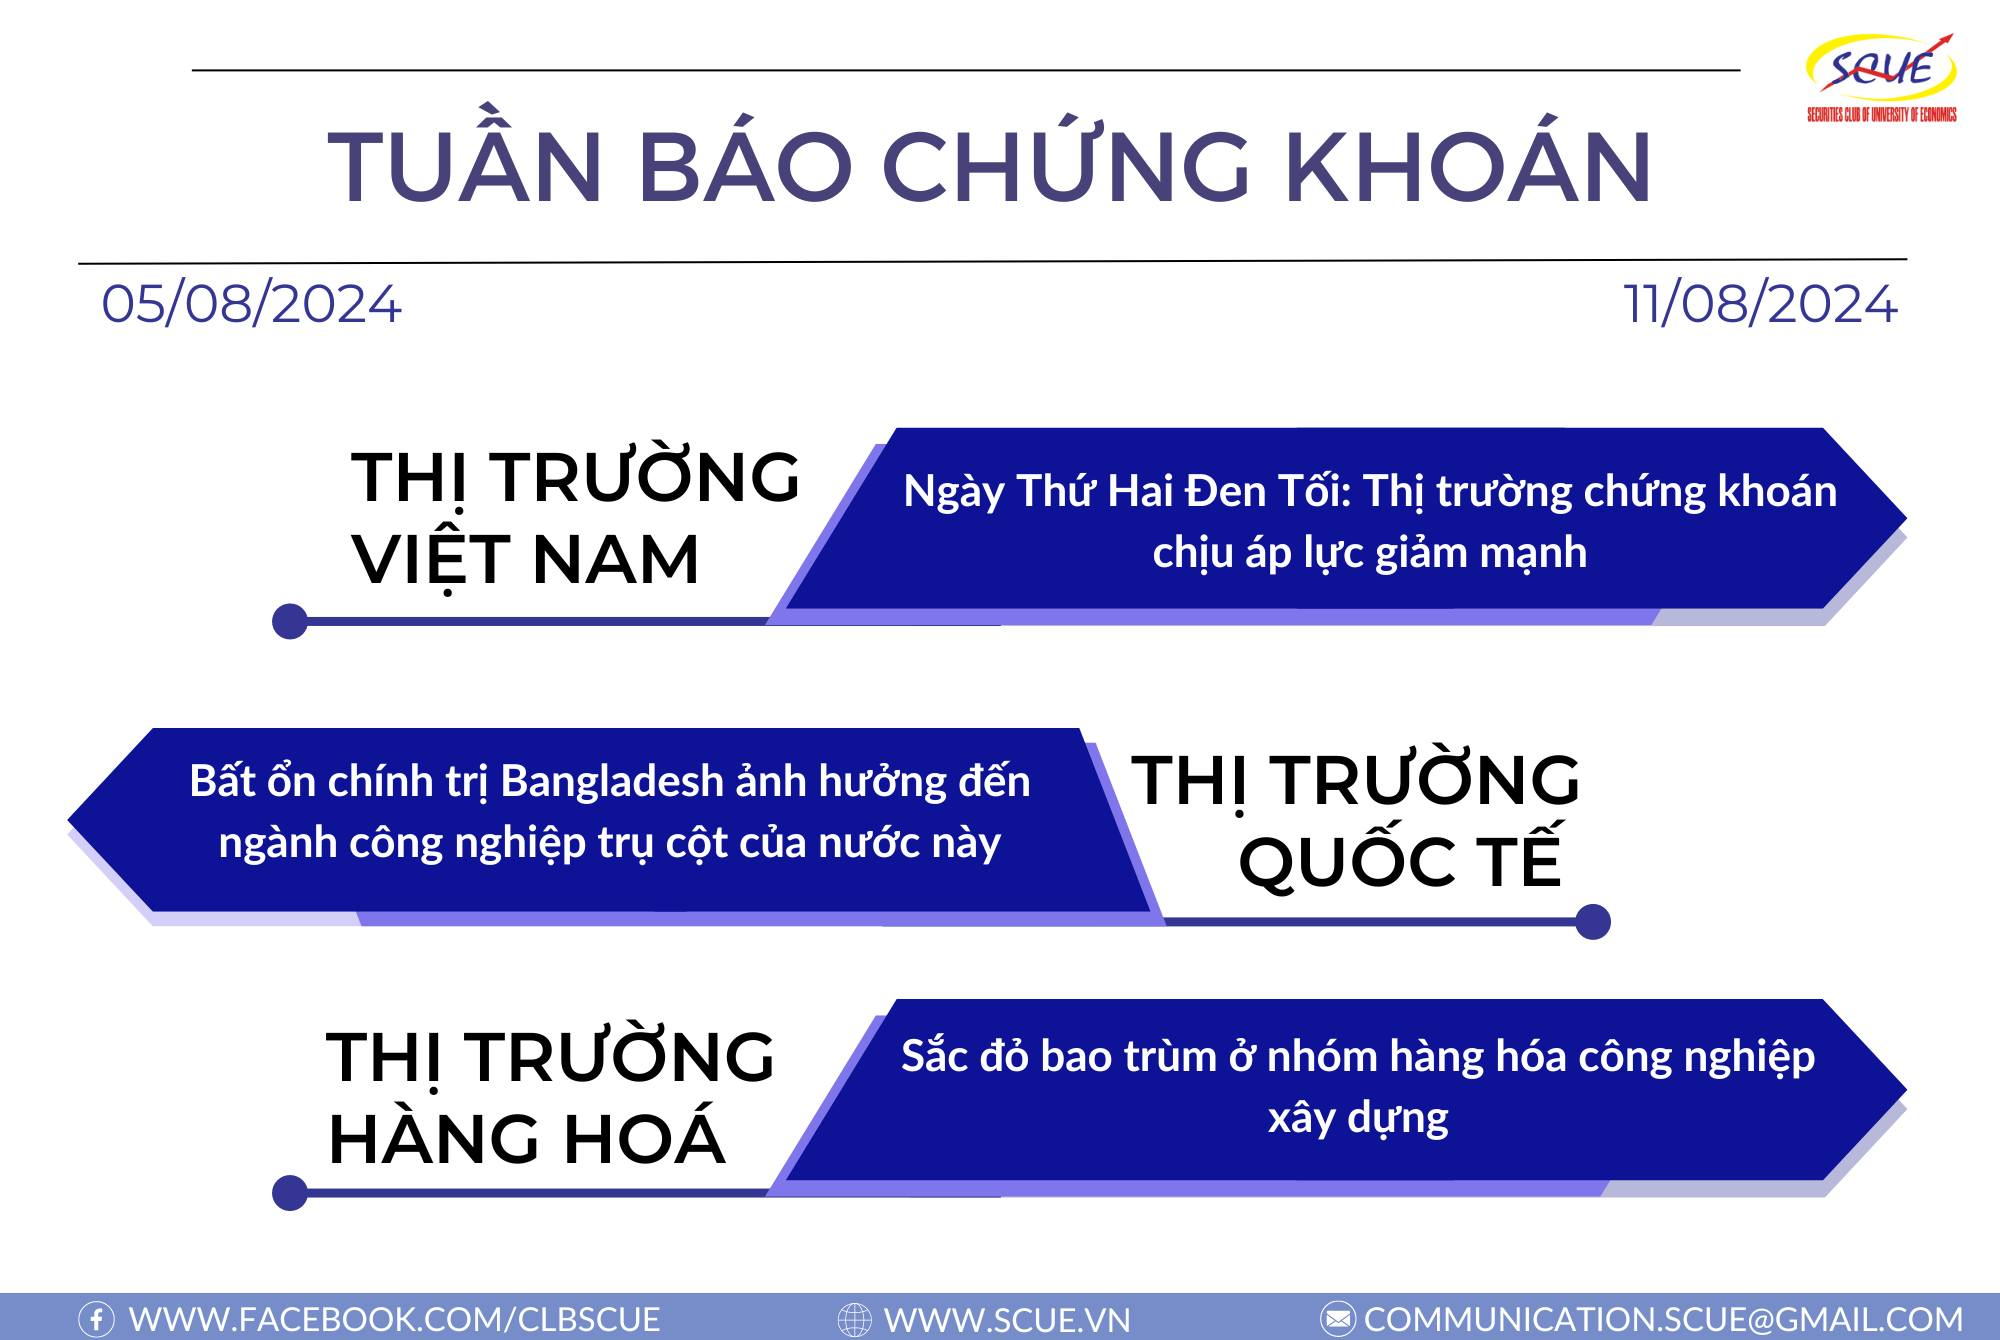 SCUE
SECURITIES CLUB OF UNIVERSITY OF ECONOMICS
TUẦN BÁO CHỨNG KHOÁN
05/08/2024
11/08/2024
THỊ TRƯỜNG
VIỆT NAM
Ngày Thứ Hai Đen Tối: Thị trường chứng khoán
chịu áp lực giảm mạnh
Bất ổn chính trị Bangladesh ảnh hưởng đến
ngành công nghiệp trụ cột của nước này
THỊ TRƯỜNG
QUỐC TẾ
THỊ TRƯỜNG
HÀNG HOÁ
Sắc đỏ bao trùm ở nhóm hàng hóa công nghiệp
xây dựng
WWW.FACEBOOK.COM/CLBSCUE
WWW.SCUE.VN
COMMUNICATION.SCUE@GMAIL.COM